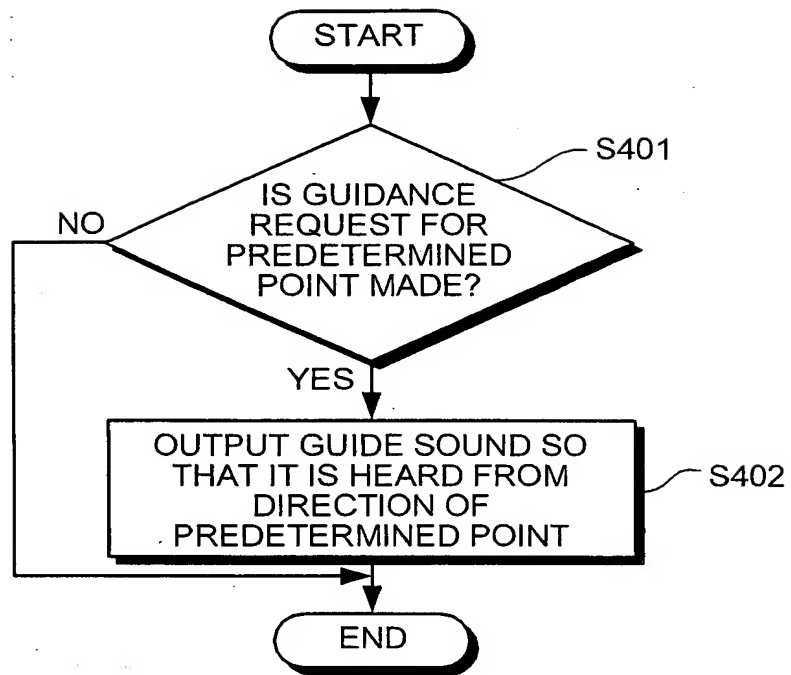 START
S401
IS GUIDANCE
REQUEST FOR
PREDETERMINED
POINT MADE?
NO
YES
OUTPUT GUIDE SOUND SO
THAT IT IS HEARD FROM
DIRECTION OF
PREDETERMINED POINT
S402
END